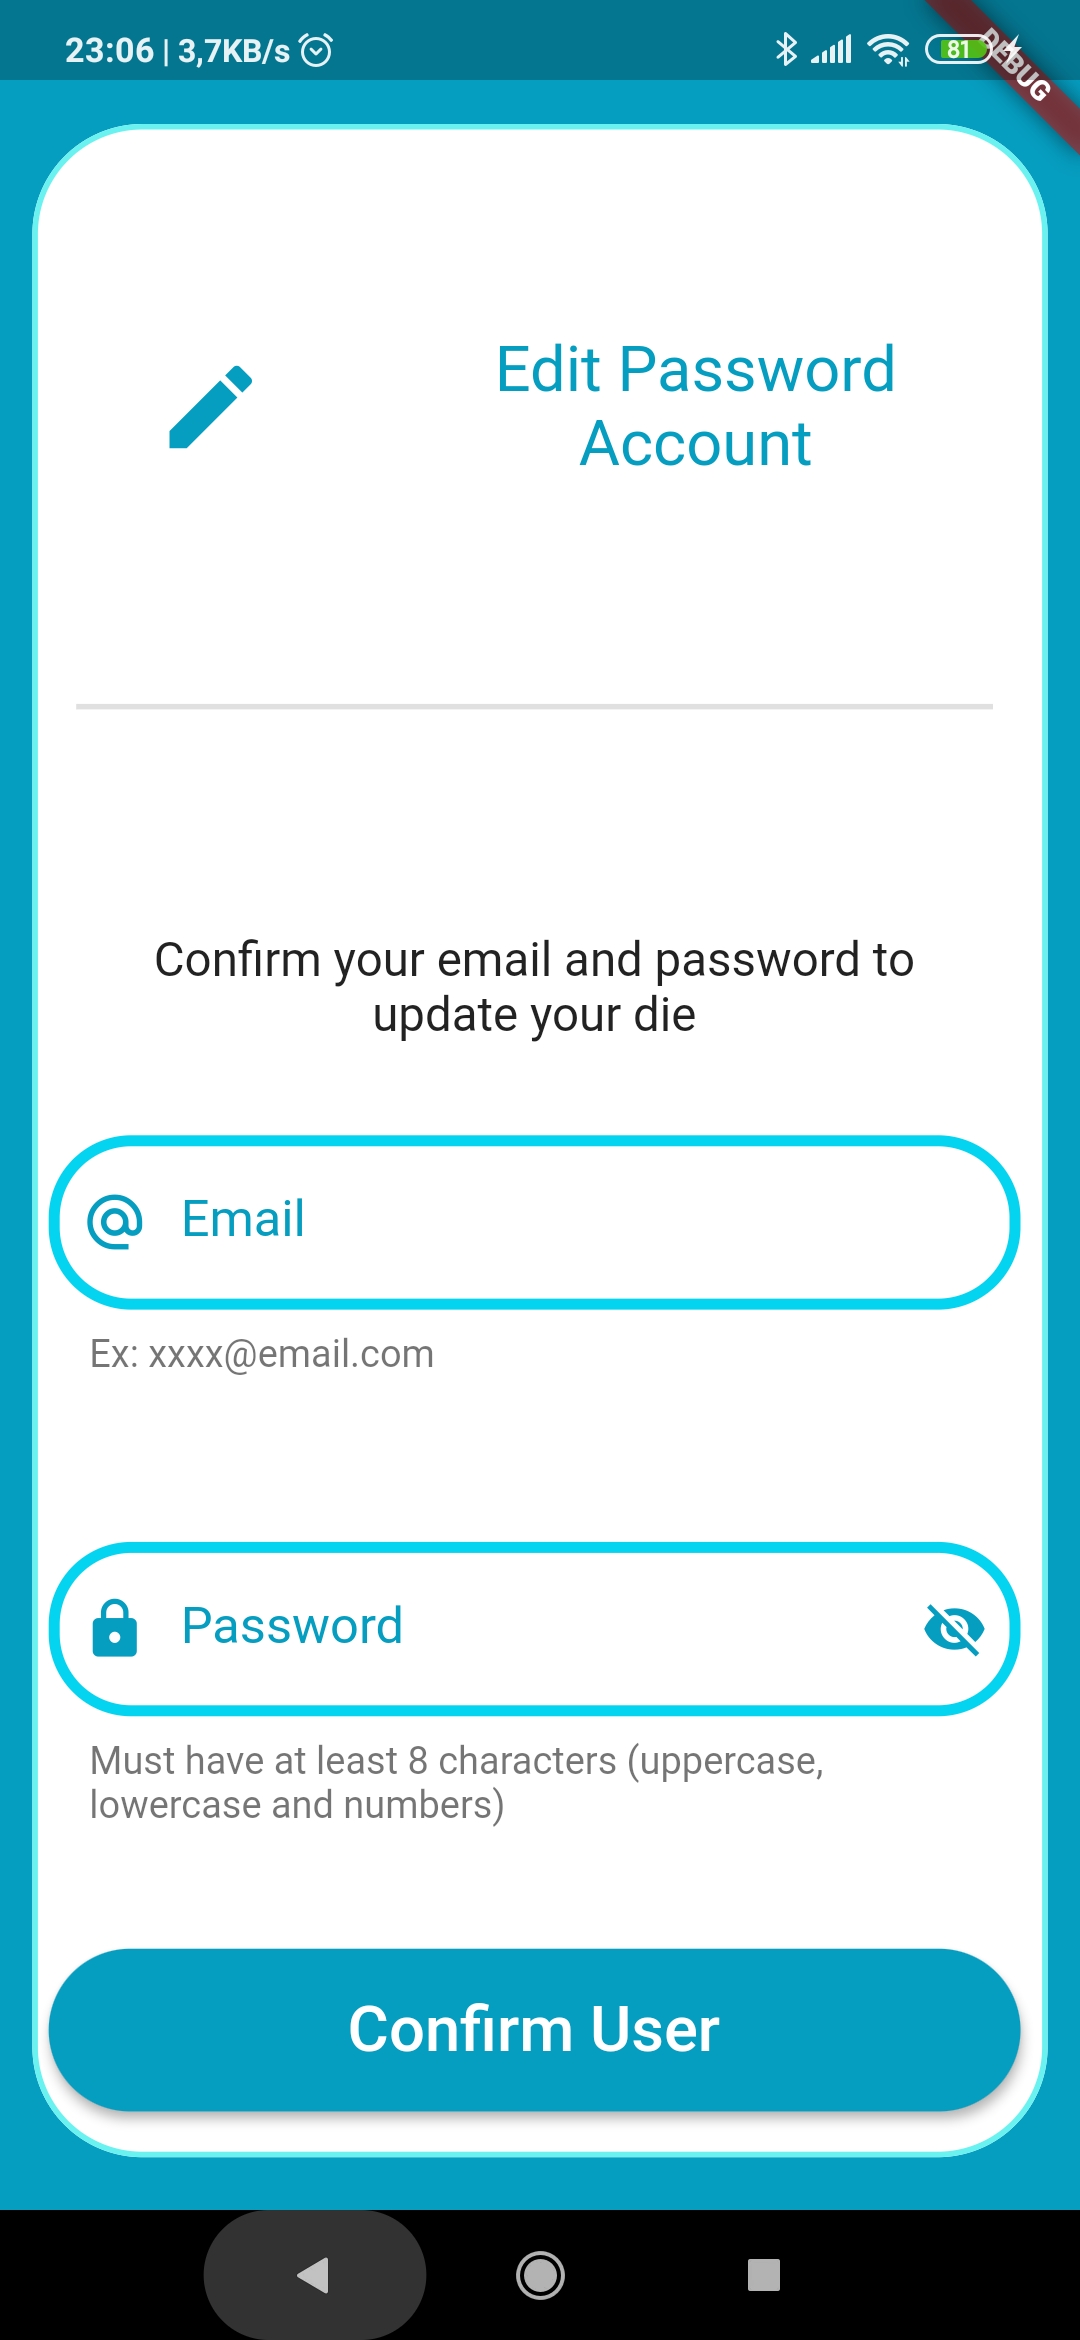 23:06 | 3,7KB/s
81
DEBUG
Edit Password
Account
Confirm your email and password to
update your die
Email
Ex: xxxx@email.com
Password
Must have at least 8 characters (uppercase,
lowercase and numbers)
Confirm User